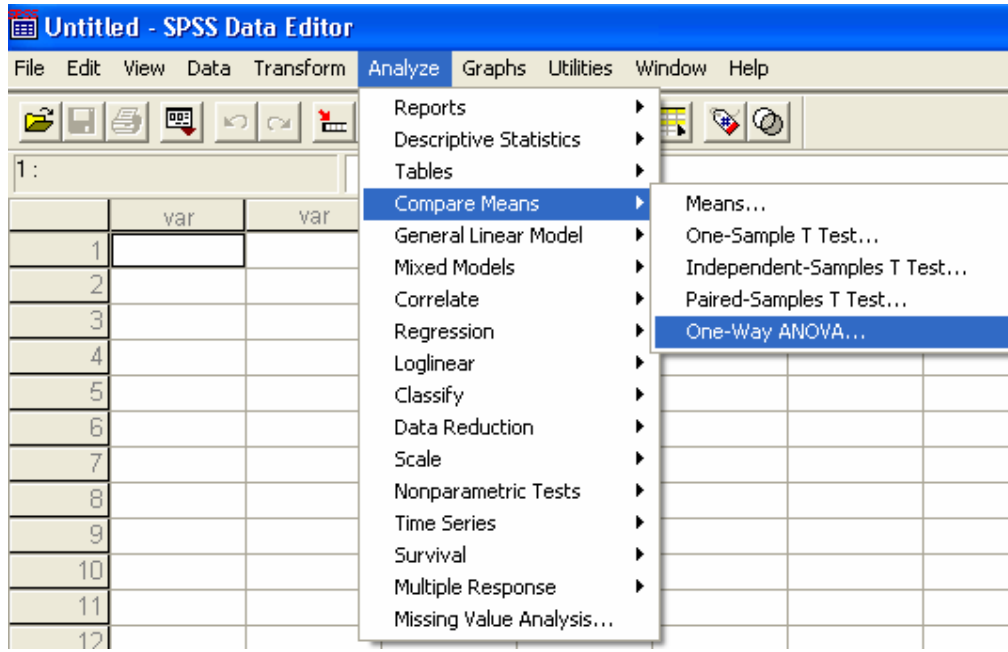 SPSS
Untitled - SPSS Data Editor
File Edit View Data Transform Analyze Graphs Utilities Window Help
1 :
var var
1
2
3
4
5
6
7
8
9
10
11
12
Reports
Descriptive Statistics
Tables
Compare Means
General Linear Model
Mixed Models
Correlate
Regression
Loglinear
Classify
Data Reduction
Scale
Nonparametric Tests
Time Series
Survival
Multiple Response
Missing Value Analysis...
Means...
One-Sample T Test...
Independent-Samples T Test...
Paired-Samples T Test...
One-Way ANOVA...